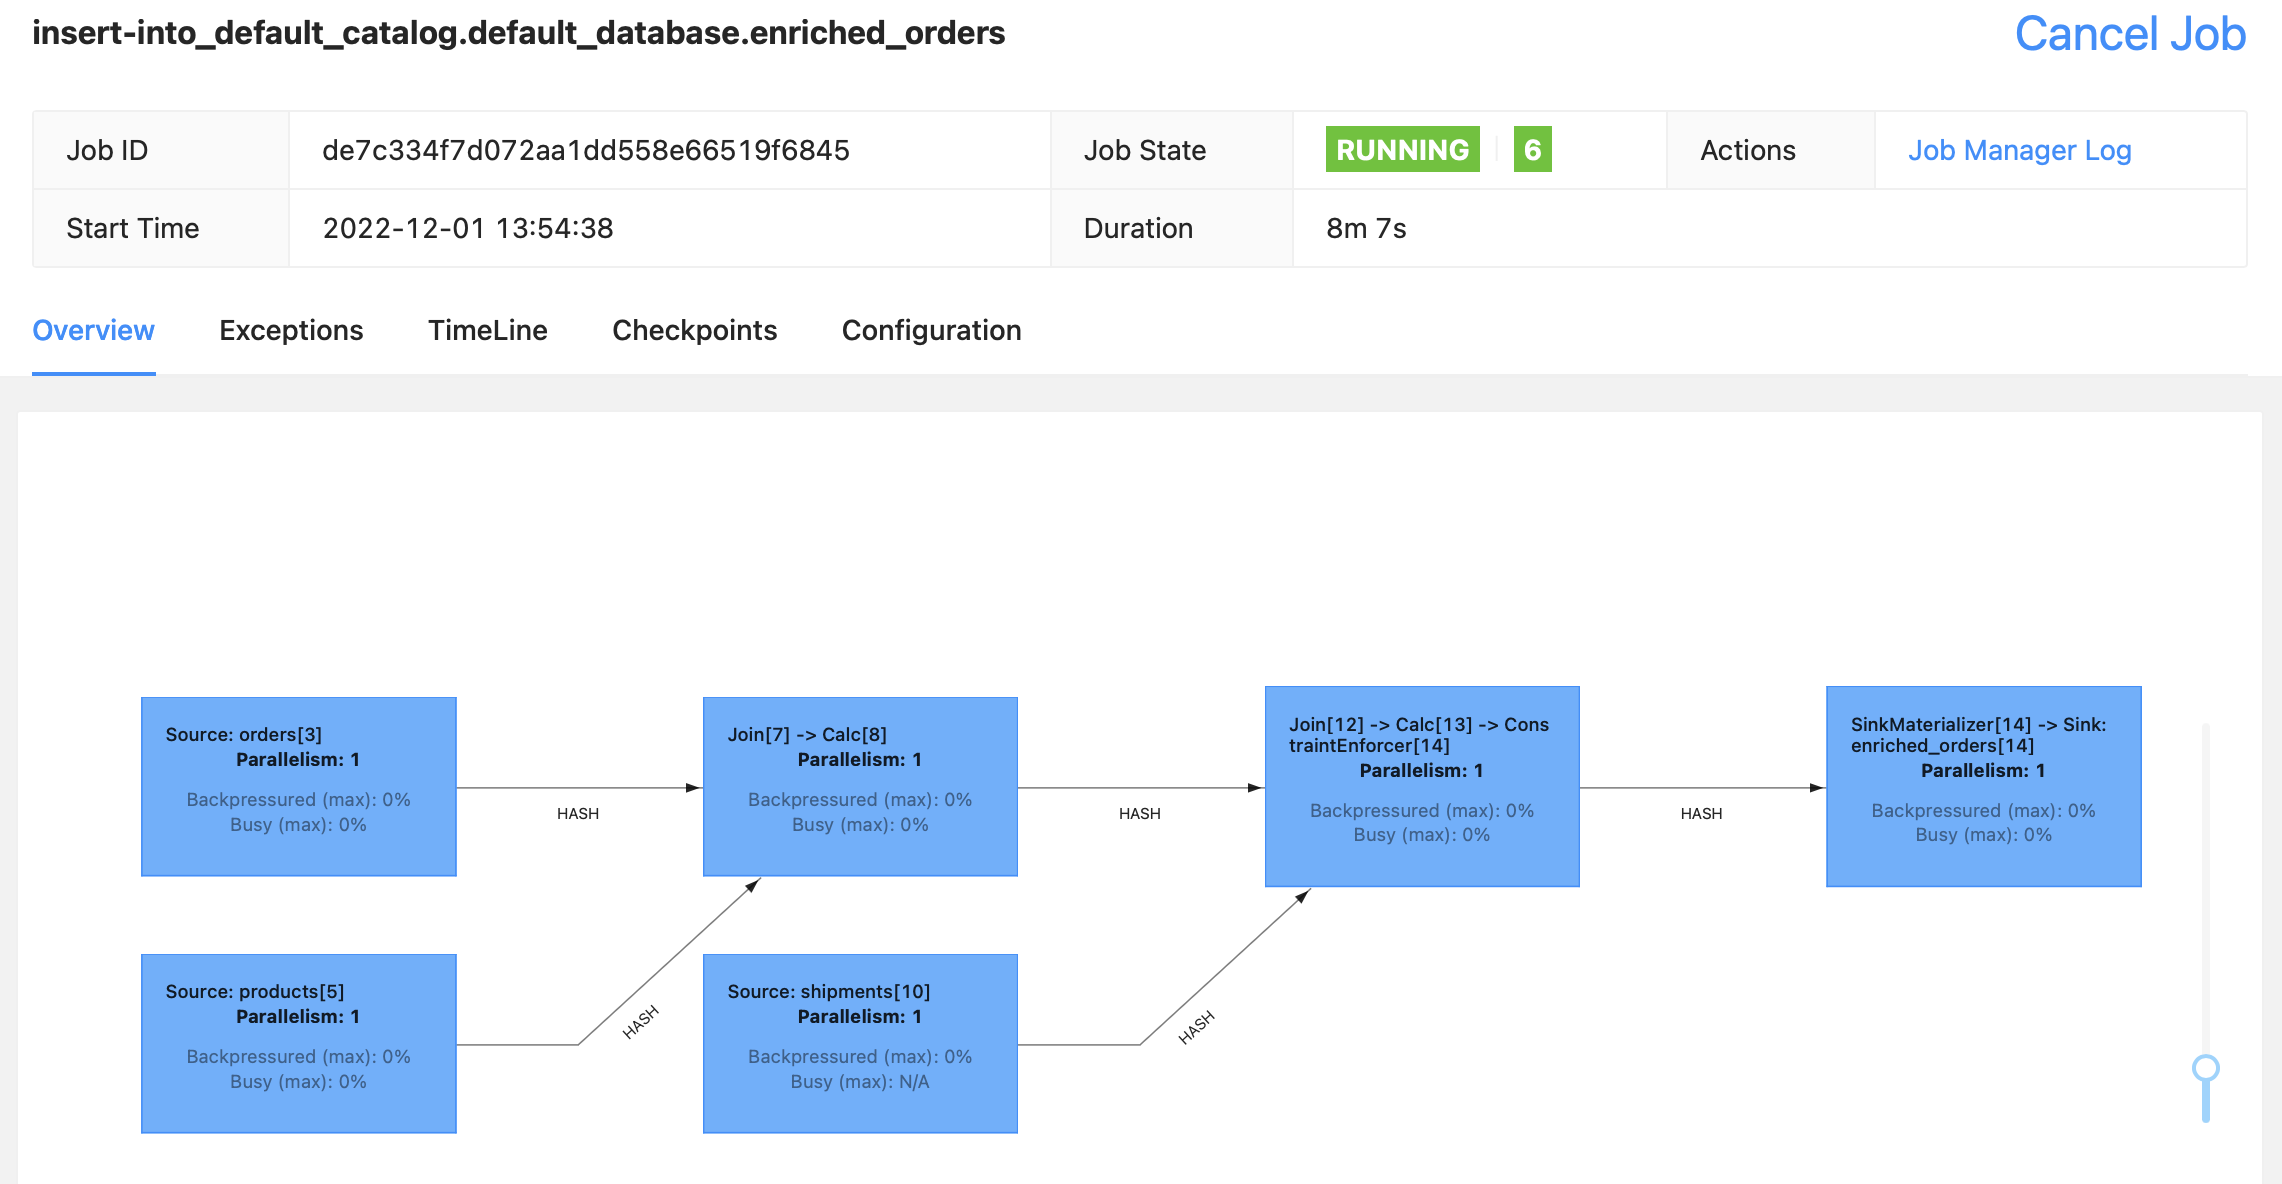 insert-into_default_catalog.default_database.enriched_orders
Cancel Job
Job ID
de7c334f7d072aa1dd558e66519f6845
Job State
RUNNING
6
Actions
Job Manager Log
Start Time
2022-12-01 13:54:38
Duration
8m 7s
Overview
Exceptions
TimeLine
Checkpoints
Configuration
Source: orders[3]
Parallelism: 1
Backpressured (max): 0%
Busy (max): 0%
HASH
Join[7] -> Calc[8]
Parallelism: 1
Backpressured (max): 0%
Busy (max): 0%
HASH
Join[12] -> Calc[13] -> Cons
traintEnforcer[14]
Parallelism: 1
Backpressured (max): 0%
Busy (max): 0%
HASH
SinkMaterializer[14] -> Sink:
enriched_orders[14]
Parallelism: 1
Backpressured (max): 0%
Busy (max): 0%
Source: products[5]
Parallelism: 1
Backpressured (max): 0%
Busy (max): 0%
HASH
Source: shipments[10]
Parallelism: 1
Backpressured (max): 0%
Busy (max): N/A
HASH